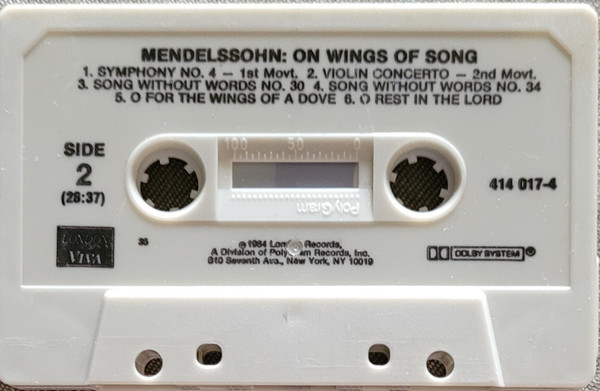 MENDELSSOHN: ON WINGS OF SONG
1. SYMPHONY NO. 4 – 1st Movt. 2. VIOLIN CONCERTO – 2nd Movt.
3. SONG WITHOUT WORDS NO. 30 4. SONG WITHOUT WORDS NO. 34
5. O FOR THE WINGS OF A DOVE 6. O REST IN THE LORD
SIDE
2
(28:37)
100 50 0
PolyGram
414 017-4
LONDON
VIVA
35
℗ 1984 London Records,
A Division of PolyGram Records, Inc.
810 Seventh Ave., New York, NY 10019
DOLBY SYSTEM ®